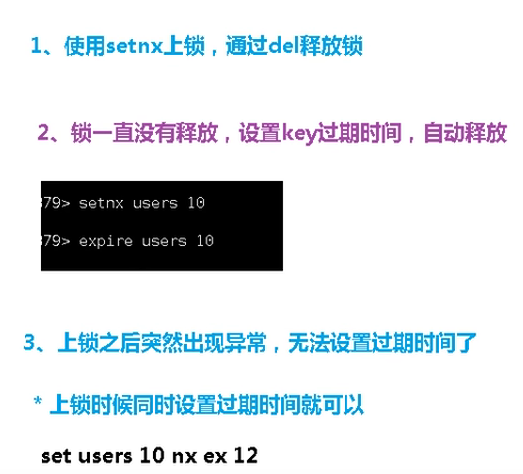 1、使用setnx上锁，通过del释放锁
2、锁一直没有释放，设置key过期时间，自动释放
79> setnx users 10
79> expire users 10
3、上锁之后突然出现异常，无法设置过期时间了
* 上锁时候同时设置过期时间就可以
set users 10 nx ex 12